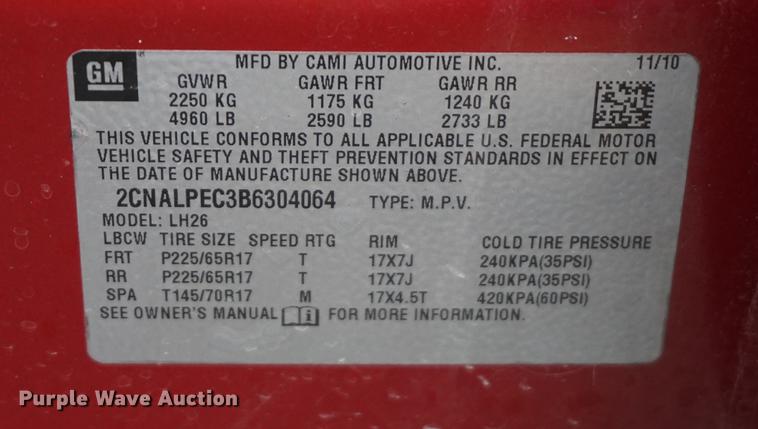 GM
MFD BY CAMI AUTOMOTIVE INC. 11/10
GVWR GAWR FRT GAWR RR
2250 KG 1175 KG 1240 KG
4960 LB 2590 LB 2733 LB
THIS VEHICLE CONFORMS TO ALL APPLICABLE U.S. FEDERAL MOTOR
VEHICLE SAFETY AND THEFT PREVENTION STANDARDS IN EFFECT ON
THE DATE OF MANUFACTURE SHOWN ABOVE.
2CNALPEC3B6304064 TYPE: M.P.V.
MODEL: LH26
LBCW TIRE SIZE SPEED RTG RIM COLD TIRE PRESSURE
FRT P225/65R17 T 17X7J 240KPA(35PSI)
RR P225/65R17 T 17X7J 240KPA(35PSI)
SPA T145/70R17 M 17X4.5T 420KPA(60PSI)
SEE OWNER'S MANUAL i FOR MORE INFORMATION.
Purple Wave Auction